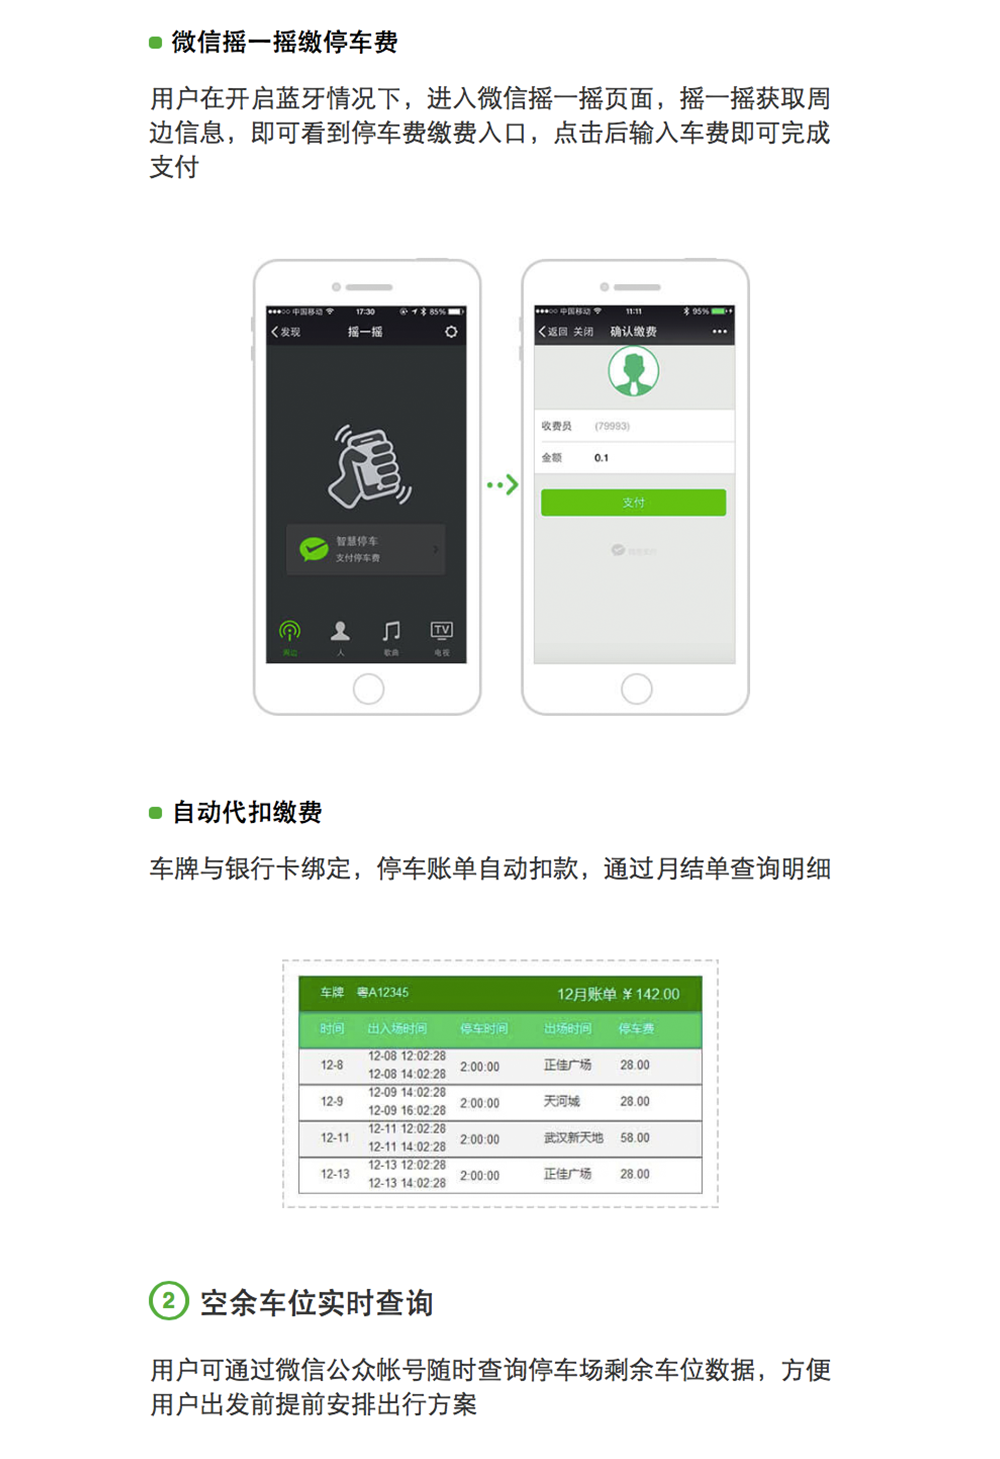 微信摇一摇缴停车费
用户在开启蓝牙情况下，进入微信摇一摇页面，摇一摇获取周
边信息，即可看到停车费缴费入口，点击后输入车费即可完成
支付
中国移动 17:30 85%
发现 摇一摇
智慧停车
支付停车费
TV
周边 人 歌曲 电视
中国移动 11:11 95%
返回 关闭 确认缴费
收费员 (79993)
金额 0.1
支付
自动代扣缴费
车牌与银行卡绑定，停车账单自动扣款，通过月结单查询明细
车牌 粤A12345 12月账单 ¥ 142.00
时间 出入场时间 停车时间 出场时间 停车费
12-8 12-08 12:02:28 2:00:00 正佳广场 28.00
12-08 14:02:28
12-9 12-09 14:02:28 2:00:00 天河城 28.00
12-09 16:02:28
12-11 12-11 12:02:28 2:00:00 武汉新天地 58.00
12-11 14:02:28
12-13 12-13 12:02:28 2:00:00 正佳广场 28.00
12-13 14:02:28
2 空余车位实时查询
用户可通过微信公众帐号随时查询停车场剩余车位数据，方便
用户出发前提前安排出行方案